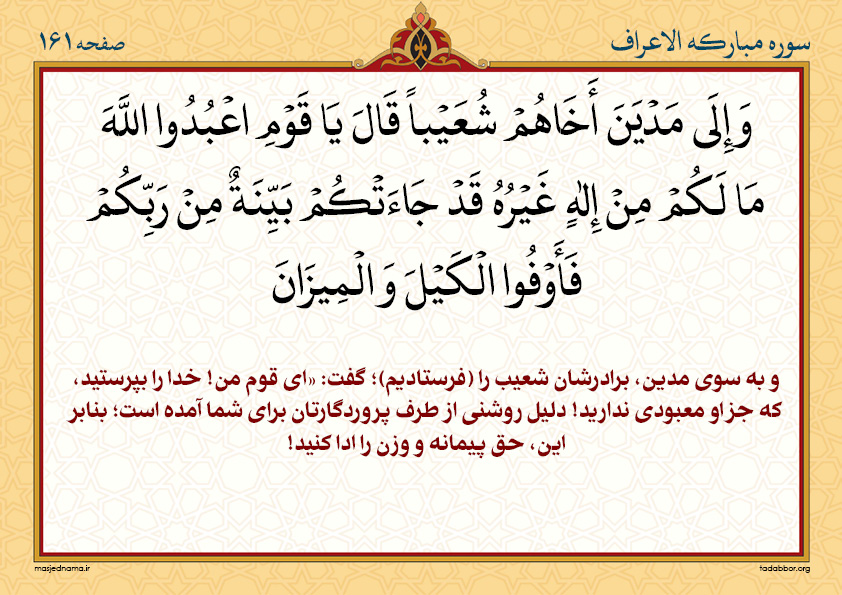 سوره مبارکه الاعراف
صفحه ۱۶۱
وَإِلَی مَدْیَنَ أَخَاهُمْ شُعَیْباً قَالَ یَا قَوْمِ اعْبُدُوا اللَّهَ
مَا لَکُمْ مِنْ إِلهٍ غَیْرُهُ قَدْ جَاءَتْکُمْ بَیِّنَةٌ مِنْ رَبِّکُمْ
فَأَوْفُوا الْکَیْلَ وَ الْمِیزَانَ
و به سوی مدین، برادرشان شعیب را (فرستادیم)؛ گفت: «ای قوم من! خدا را بپرستید،
که جز او معبودی ندارید! دلیل روشنی از طرف پروردگارتان برای شما آمده است؛ بنابر
این، حق پیمانه و وزن را ادا کنید!
masjednama.ir
tadabbor.org